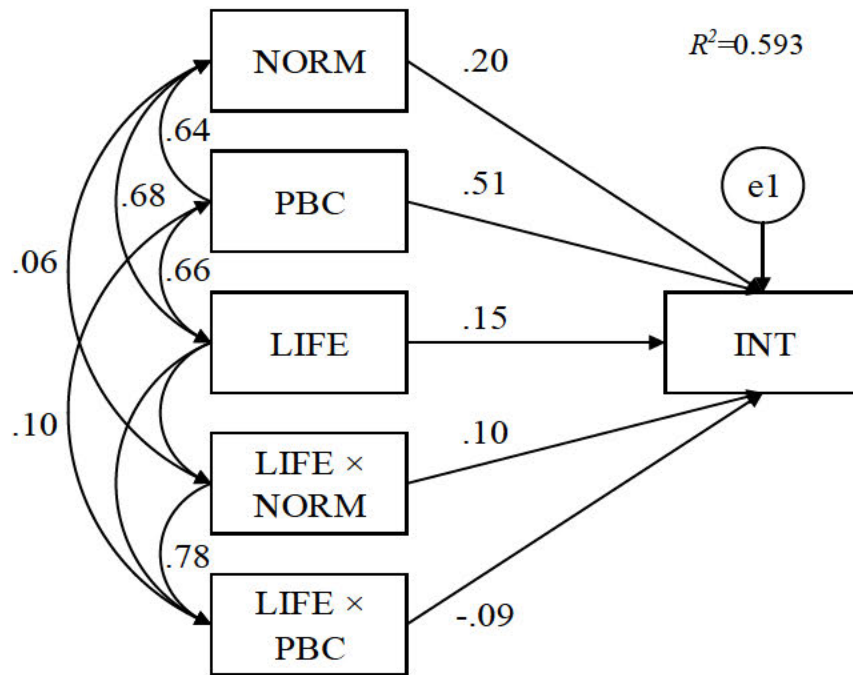 NORM
.20
R²=0.593
.64
.51
e1
.68
PBC
.06
.66
.15
LIFE
INT
.10
.10
LIFE ×
NORM
.78
LIFE ×
PBC
-.09